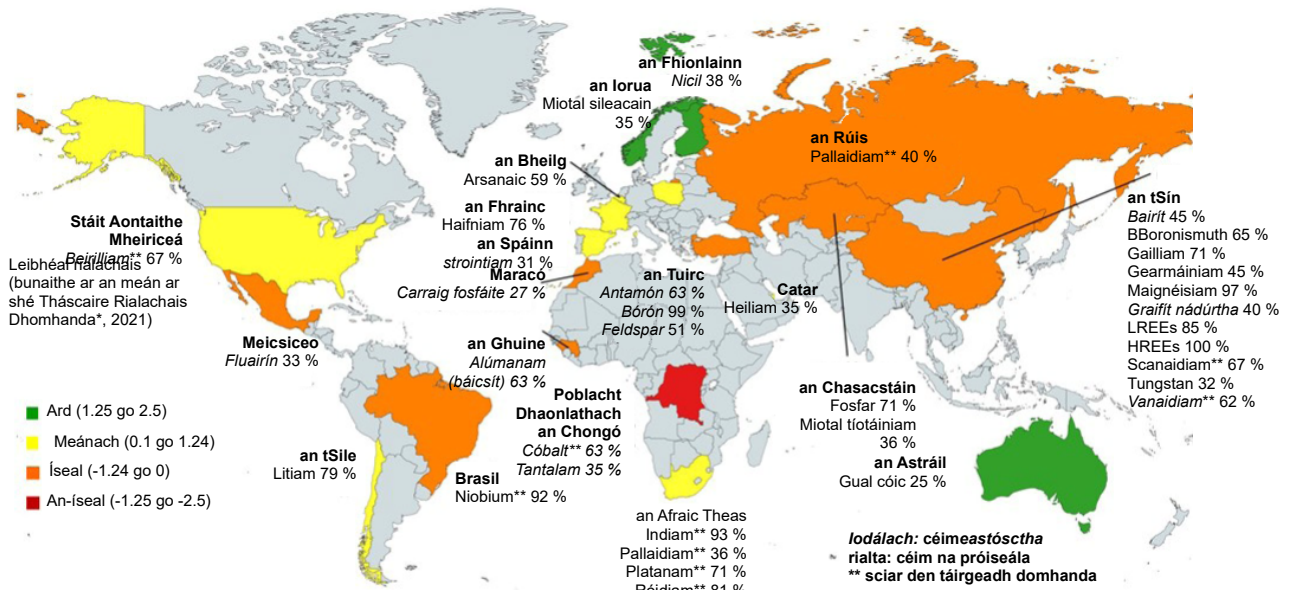 an Fhionlainn
Nicil 38 %
an Iorua
Miotál sileacain
35 %
an Rúis
Pallaidiam** 40 %
an Bheilg
Arsanaic 59 %
an Fhrainc
Haifniam 76 %
an Spáinn
strointiam 31 %
Maracó
Carraig fosfáite 27 %
an Tuirc
Antamón 63 %
Bórón 99 %
Feldspar 51 %
Catar
Heiliam 35 %
an tSín
Bairít 45 %
BBoronismuth 65 %
Gailliam 71 %
Gearmáiniam 45 %
Maignéisiam 97 %
Graifít nádúrtha 40 %
LREEs 85 %
HREEs 100 %
Scanaidiam** 67 %
Tungstan 32 %
Vanaidiam** 62 %
Stáit Aontaithe
Mheiriceá
Beirilliam** 67 %
Leibhéal rialachais
(bunaithe ar an meán ar
shé Tháscaire Rialachais
Dhomhanda*, 2021)
Meicsiceo
Fluairín 33 %
an Ghuine
Alúmanam
(báicsít) 63 %
Poblacht
Dhaonlathach
an Chongó
Cóbalt** 63 %
Tantalam 35 %
an Chasacstáin
Fosfar 71 %
Miotal tíotáiniam
36 %
an Astráil
Gual cóic 25 %
Ard (1.25 go 2.5)
Meánach (0.1 go 1.24)
Íseal (-1.24 go 0)
An-íseal (-1.25 go -2.5)
an tSile
Litiam 79 %
Brasil
Niobium** 92 %
an Afraic Theas
Indiam** 93 %
Pallaidiam** 36 %
Platanam** 71 %
Róidiam** 81 %
Iodálach: céimeastósctha
rialta: céim na próiseála
** sciar den táirgeadh domhanda